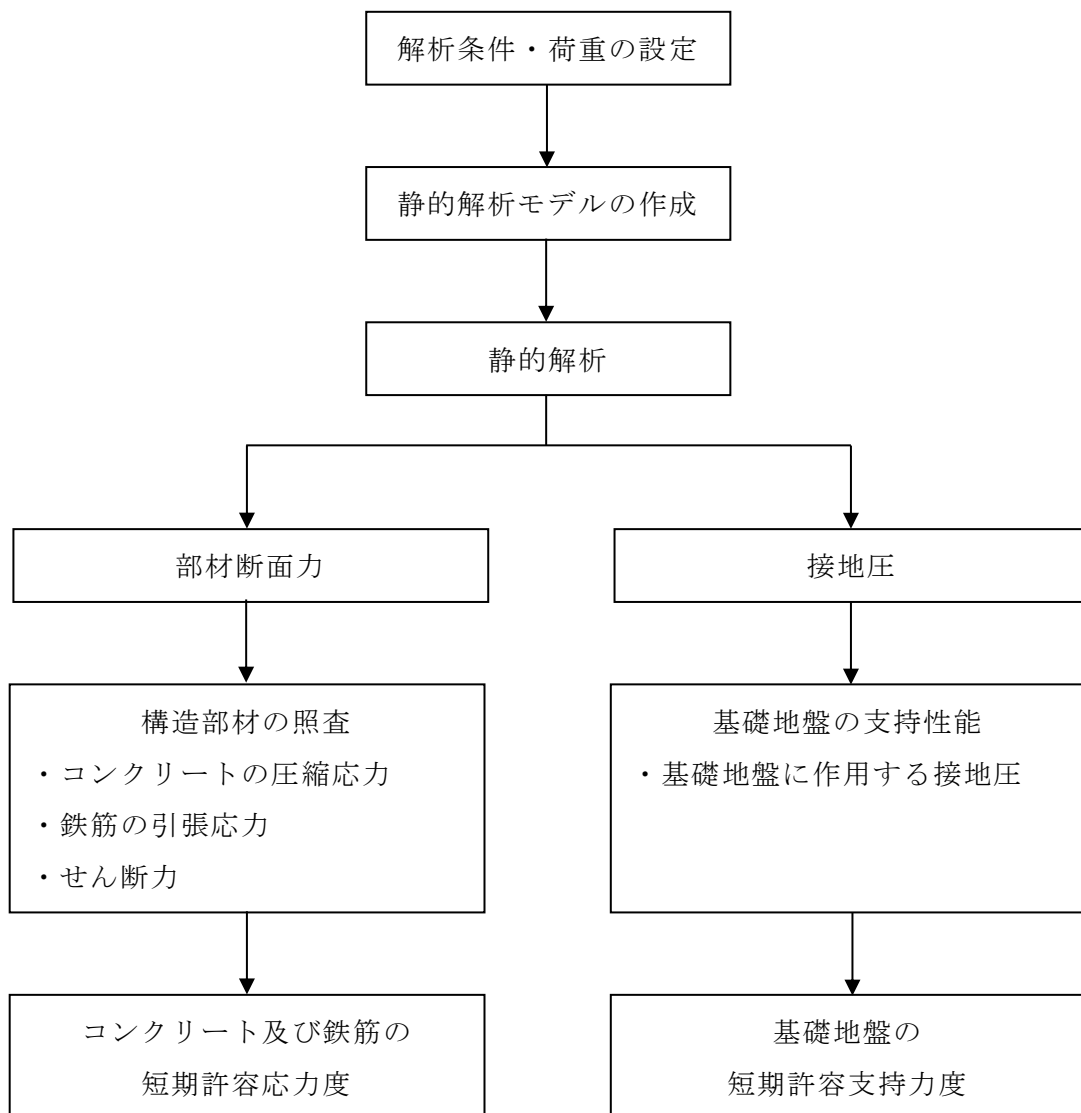 解析条件・荷重の設定
静的解析モデルの作成
静的解析
部材断面力
接地圧
構造部材の照査
・コンクリートの圧縮応力
・鉄筋の引張応力
・せん断力
基礎地盤の支持性能
・基礎地盤に作用する接地圧
コンクリート及び鉄筋の
短期許容応力度
基礎地盤の
短期許容支持力度